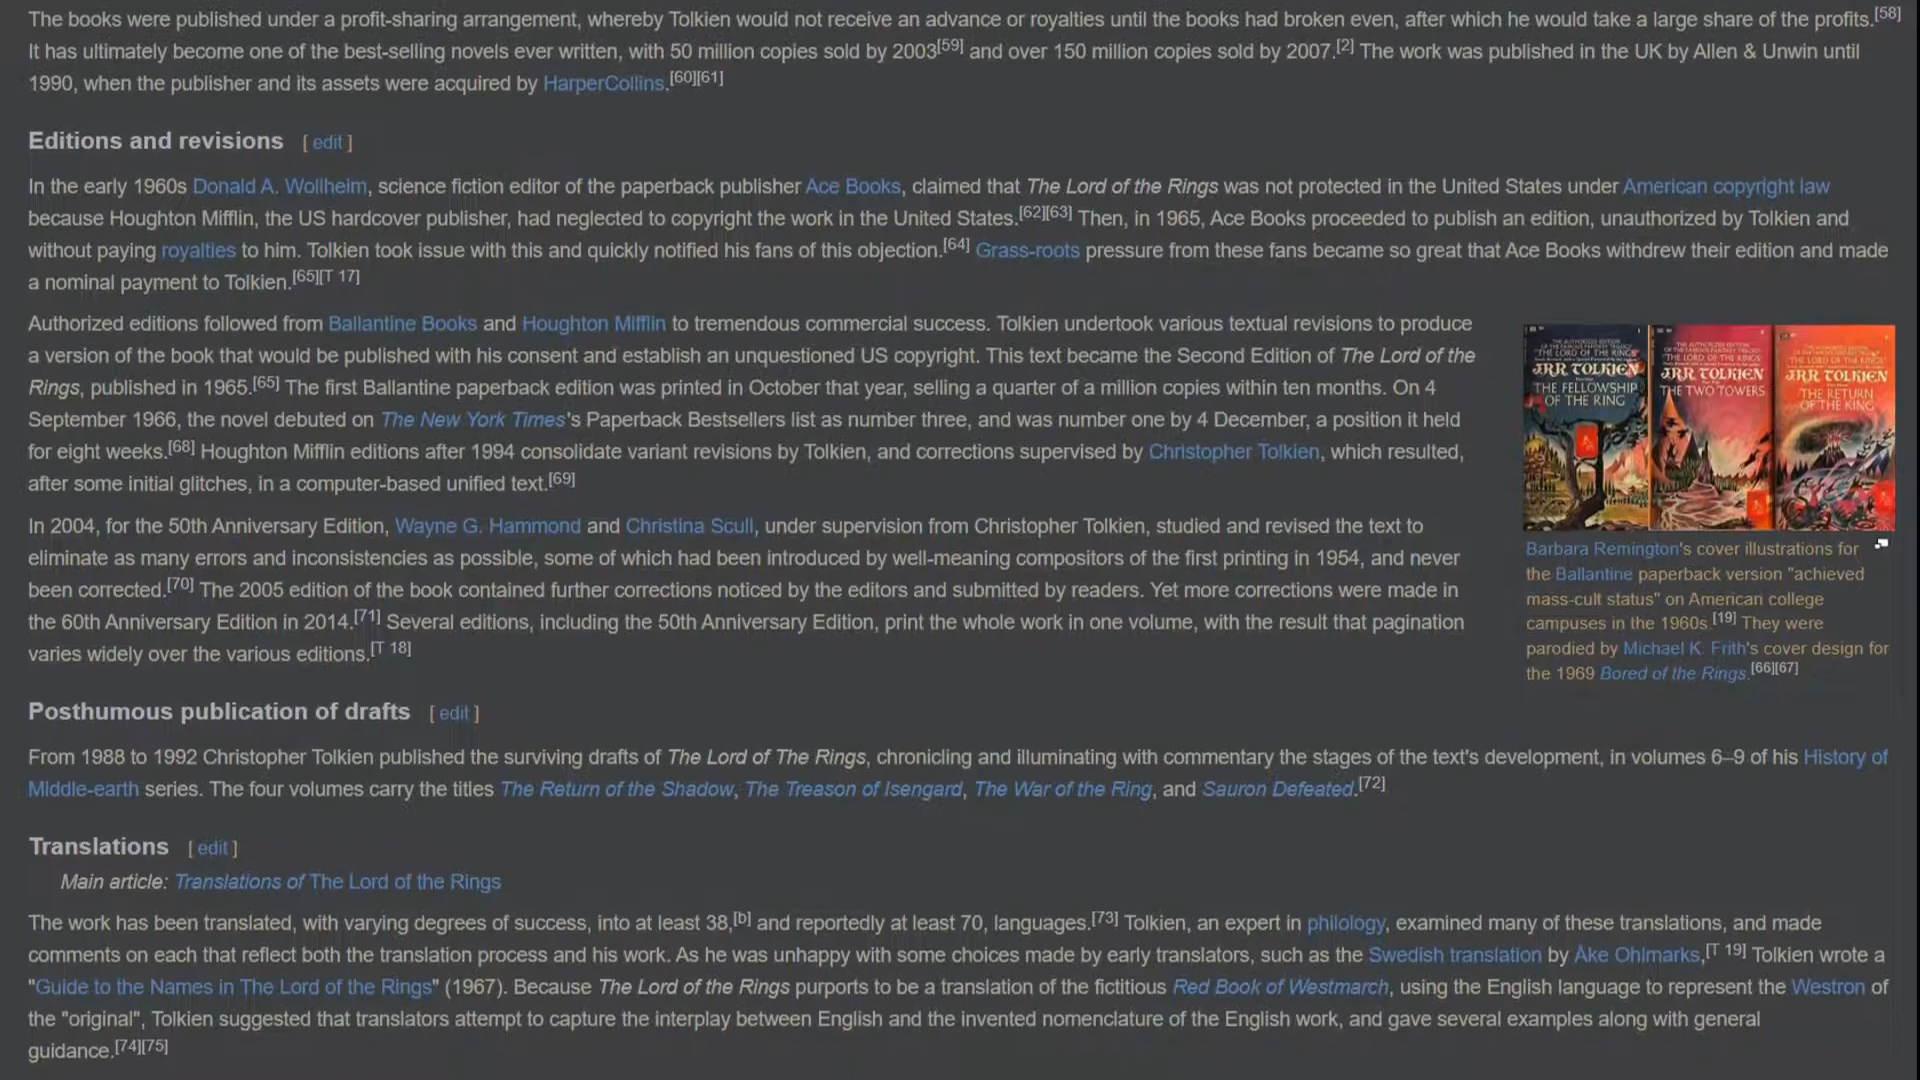 The books were published under a profit-sharing arrangement, whereby Tolkien would not receive an advance or royalties until the books had broken even, after which he would take a large share of the profits.[58]
It has ultimately become one of the best-selling novels ever written, with 50 million copies sold by 2003[59] and over 150 million copies sold by 2007.[2] The work was published in the UK by Allen & Unwin until
1990, when the publisher and its assets were acquired by HarperCollins.[60][61]
Editions and revisions [ edit ]
In the early 1960s Donald A. Wollheim, science fiction editor of the paperback publisher Ace Books, claimed that The Lord of the Rings was not protected in the United States under American copyright law
because Houghton Mifflin, the US hardcover publisher, had neglected to copyright the work in the United States.[62][63] Then, in 1965, Ace Books proceeded to publish an edition, unauthorized by Tolkien and
without paying royalties to him. Tolkien took issue with this and quickly notified his fans of this objection.[64] Grass-roots pressure from these fans became so great that Ace Books withdrew their edition and made
a nominal payment to Tolkien.[65][T 17]
Authorized editions followed from Ballantine Books and Houghton Mifflin to tremendous commercial success. Tolkien undertook various textual revisions to produce
a version of the book that would be published with his consent and establish an unquestioned US copyright. This text became the Second Edition of The Lord of the
Rings, published in 1965.[65] The first Ballantine paperback edition was printed in October that year, selling a quarter of a million copies within ten months. On 4
September 1966, the novel debuted on The New York Times's Paperback Bestsellers list as number three, and was number one by 4 December, a position it held
for eight weeks.[68] Houghton Mifflin editions after 1994 consolidate variant revisions by Tolkien, and corrections supervised by Christopher Tolkien, which resulted,
after some initial glitches, in a computer-based unified text.[69]
In 2004, for the 50th Anniversary Edition, Wayne G. Hammond and Christina Scull, under supervision from Christopher Tolkien, studied and revised the text to
eliminate as many errors and inconsistencies as possible, some of which had been introduced by well-meaning compositors of the first printing in 1954, and never
been corrected.[70] The 2005 edition of the book contained further corrections noticed by the editors and submitted by readers. Yet more corrections were made in
the 60th Anniversary Edition in 2014.[71] Several editions, including the 50th Anniversary Edition, print the whole work in one volume, with the result that pagination
varies widely over the various editions.[T 18]
"THE LORD OF THE RINGS"
JRR TOLKIEN
THE FELLOWSHIP
OF THE RING
"THE LORD OF THE RINGS"
JRR TOLKIEN
THE TWO TOWERS
"THE LORD OF THE RINGS"
JRR TOLKIEN
THE RETURN
OF THE KING
Barbara Remington's cover illustrations for
the Ballantine paperback version "achieved
mass-cult status" on American college
campuses in the 1960s.[19] They were
parodied by Michael K. Frith's cover design for
the 1969 Bored of the Rings.[66][67]
Posthumous publication of drafts [ edit ]
From 1988 to 1992 Christopher Tolkien published the surviving drafts of The Lord of The Rings, chronicling and illuminating with commentary the stages of the text's development, in volumes 6–9 of his History of
Middle-earth series. The four volumes carry the titles The Return of the Shadow, The Treason of Isengard, The War of the Ring, and Sauron Defeated.[72]
Translations [ edit ]
Main article: Translations of The Lord of the Rings
The work has been translated, with varying degrees of success, into at least 38,[b] and reportedly at least 70, languages.[73] Tolkien, an expert in philology, examined many of these translations, and made
comments on each that reflect both the translation process and his work. As he was unhappy with some choices made by early translators, such as the Swedish translation by Åke Ohlmarks,[T 19] Tolkien wrote a
"Guide to the Names in The Lord of the Rings" (1967). Because The Lord of the Rings purports to be a translation of the fictitious Red Book of Westmarch, using the English language to represent the Westron of
the "original", Tolkien suggested that translators attempt to capture the interplay between English and the invented nomenclature of the English work, and gave several examples along with general
guidance.[74][75]